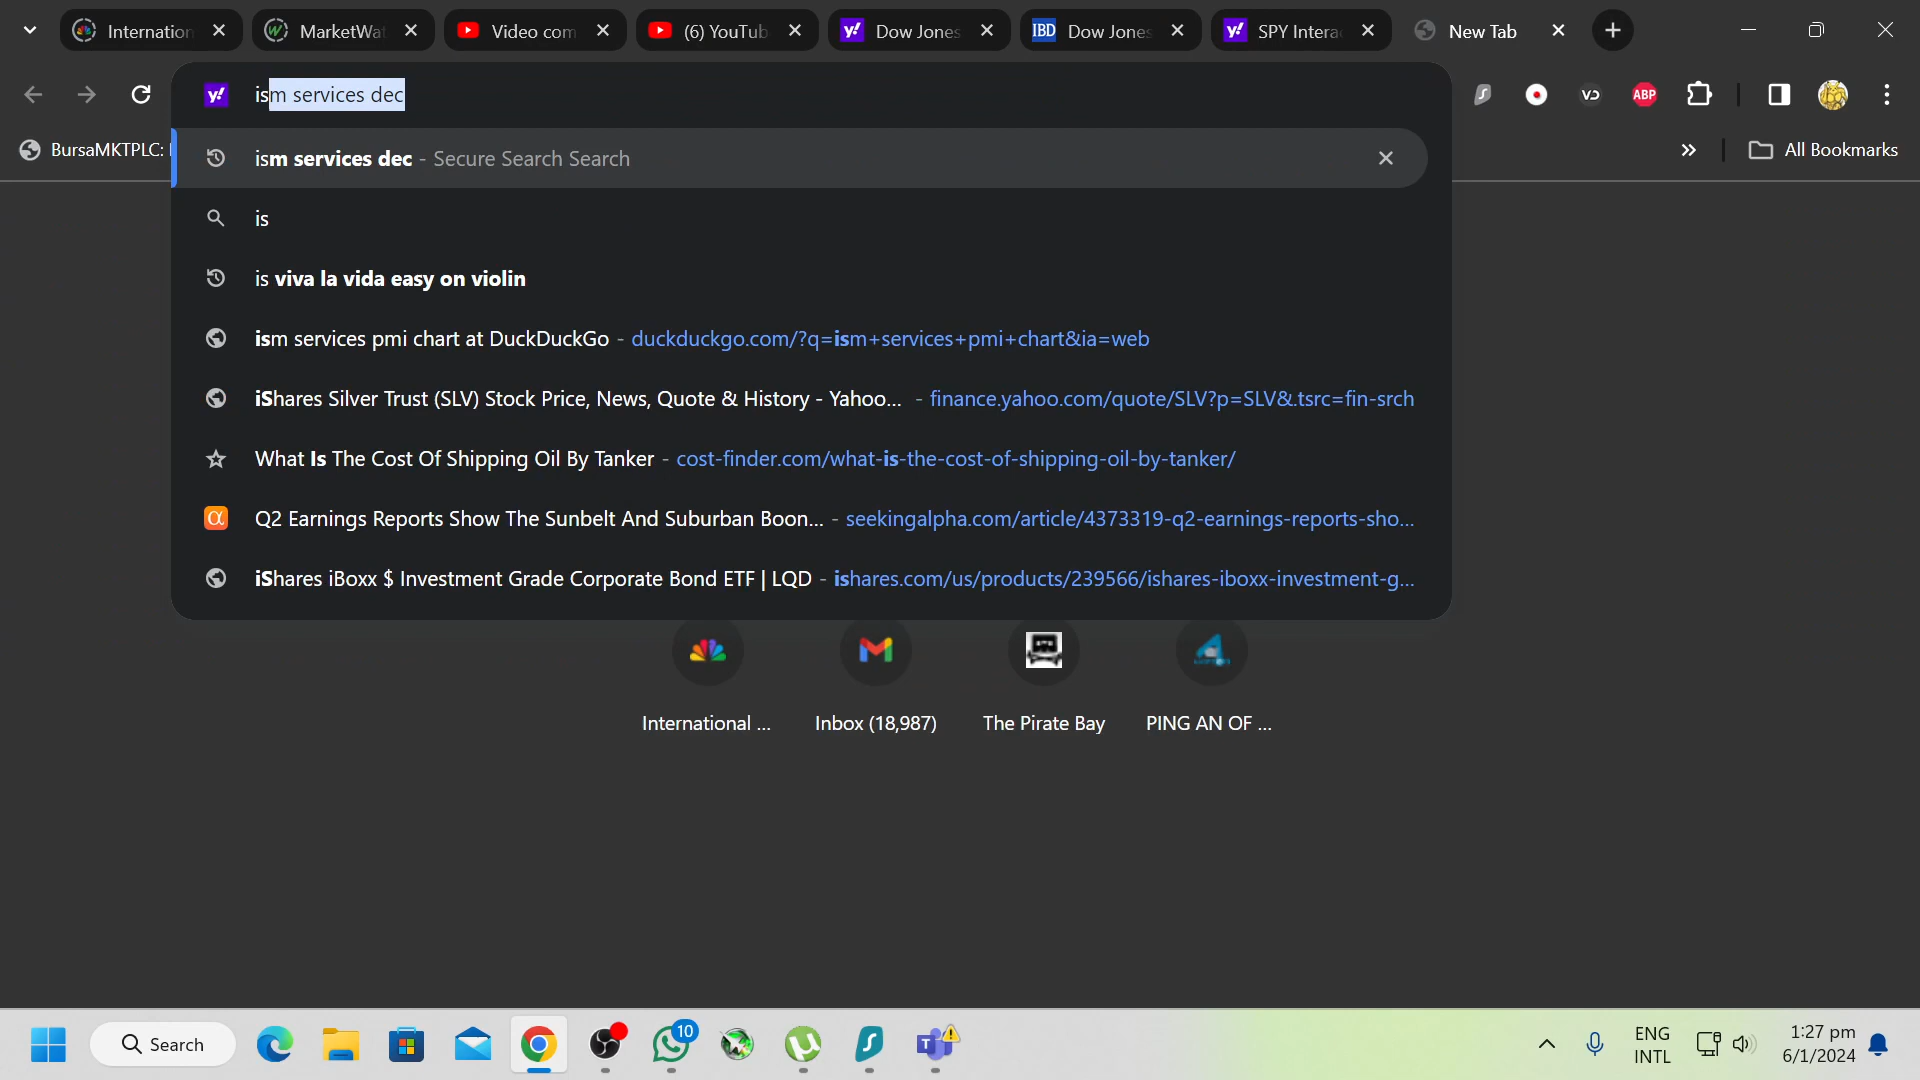 Internation
MarketWat
Video com
(6) YouTub
Dow Jones
IBD Dow Jones
SPY Intera
New Tab
ism services dec
ABP
BursaMKTPLC:
All Bookmarks
ism services dec - Secure Search Search
is
is viva la vida easy on violin
ism services pmi chart at DuckDuckGo - duckduckgo.com/?q=ism+services+pmi+chart&ia=web
iShares Silver Trust (SLV) Stock Price, News, Quote & History - Yahoo... - finance.yahoo.com/quote/SLV?p=SLV&.tsrc=fin-srch
What Is The Cost Of Shipping Oil By Tanker - cost-finder.com/what-is-the-cost-of-shipping-oil-by-tanker/
Q2 Earnings Reports Show The Sunbelt And Suburban Boon... - seekingalpha.com/article/4373319-q2-earnings-reports-sho...
iShares iBoxx $ Investment Grade Corporate Bond ETF | LQD - ishares.com/us/products/239566/ishares-iboxx-investment-g...
International ...
Inbox (18,987)
The Pirate Bay
PING AN OF ...
Search
10
ENG
INTL
1:27 pm
6/1/2024